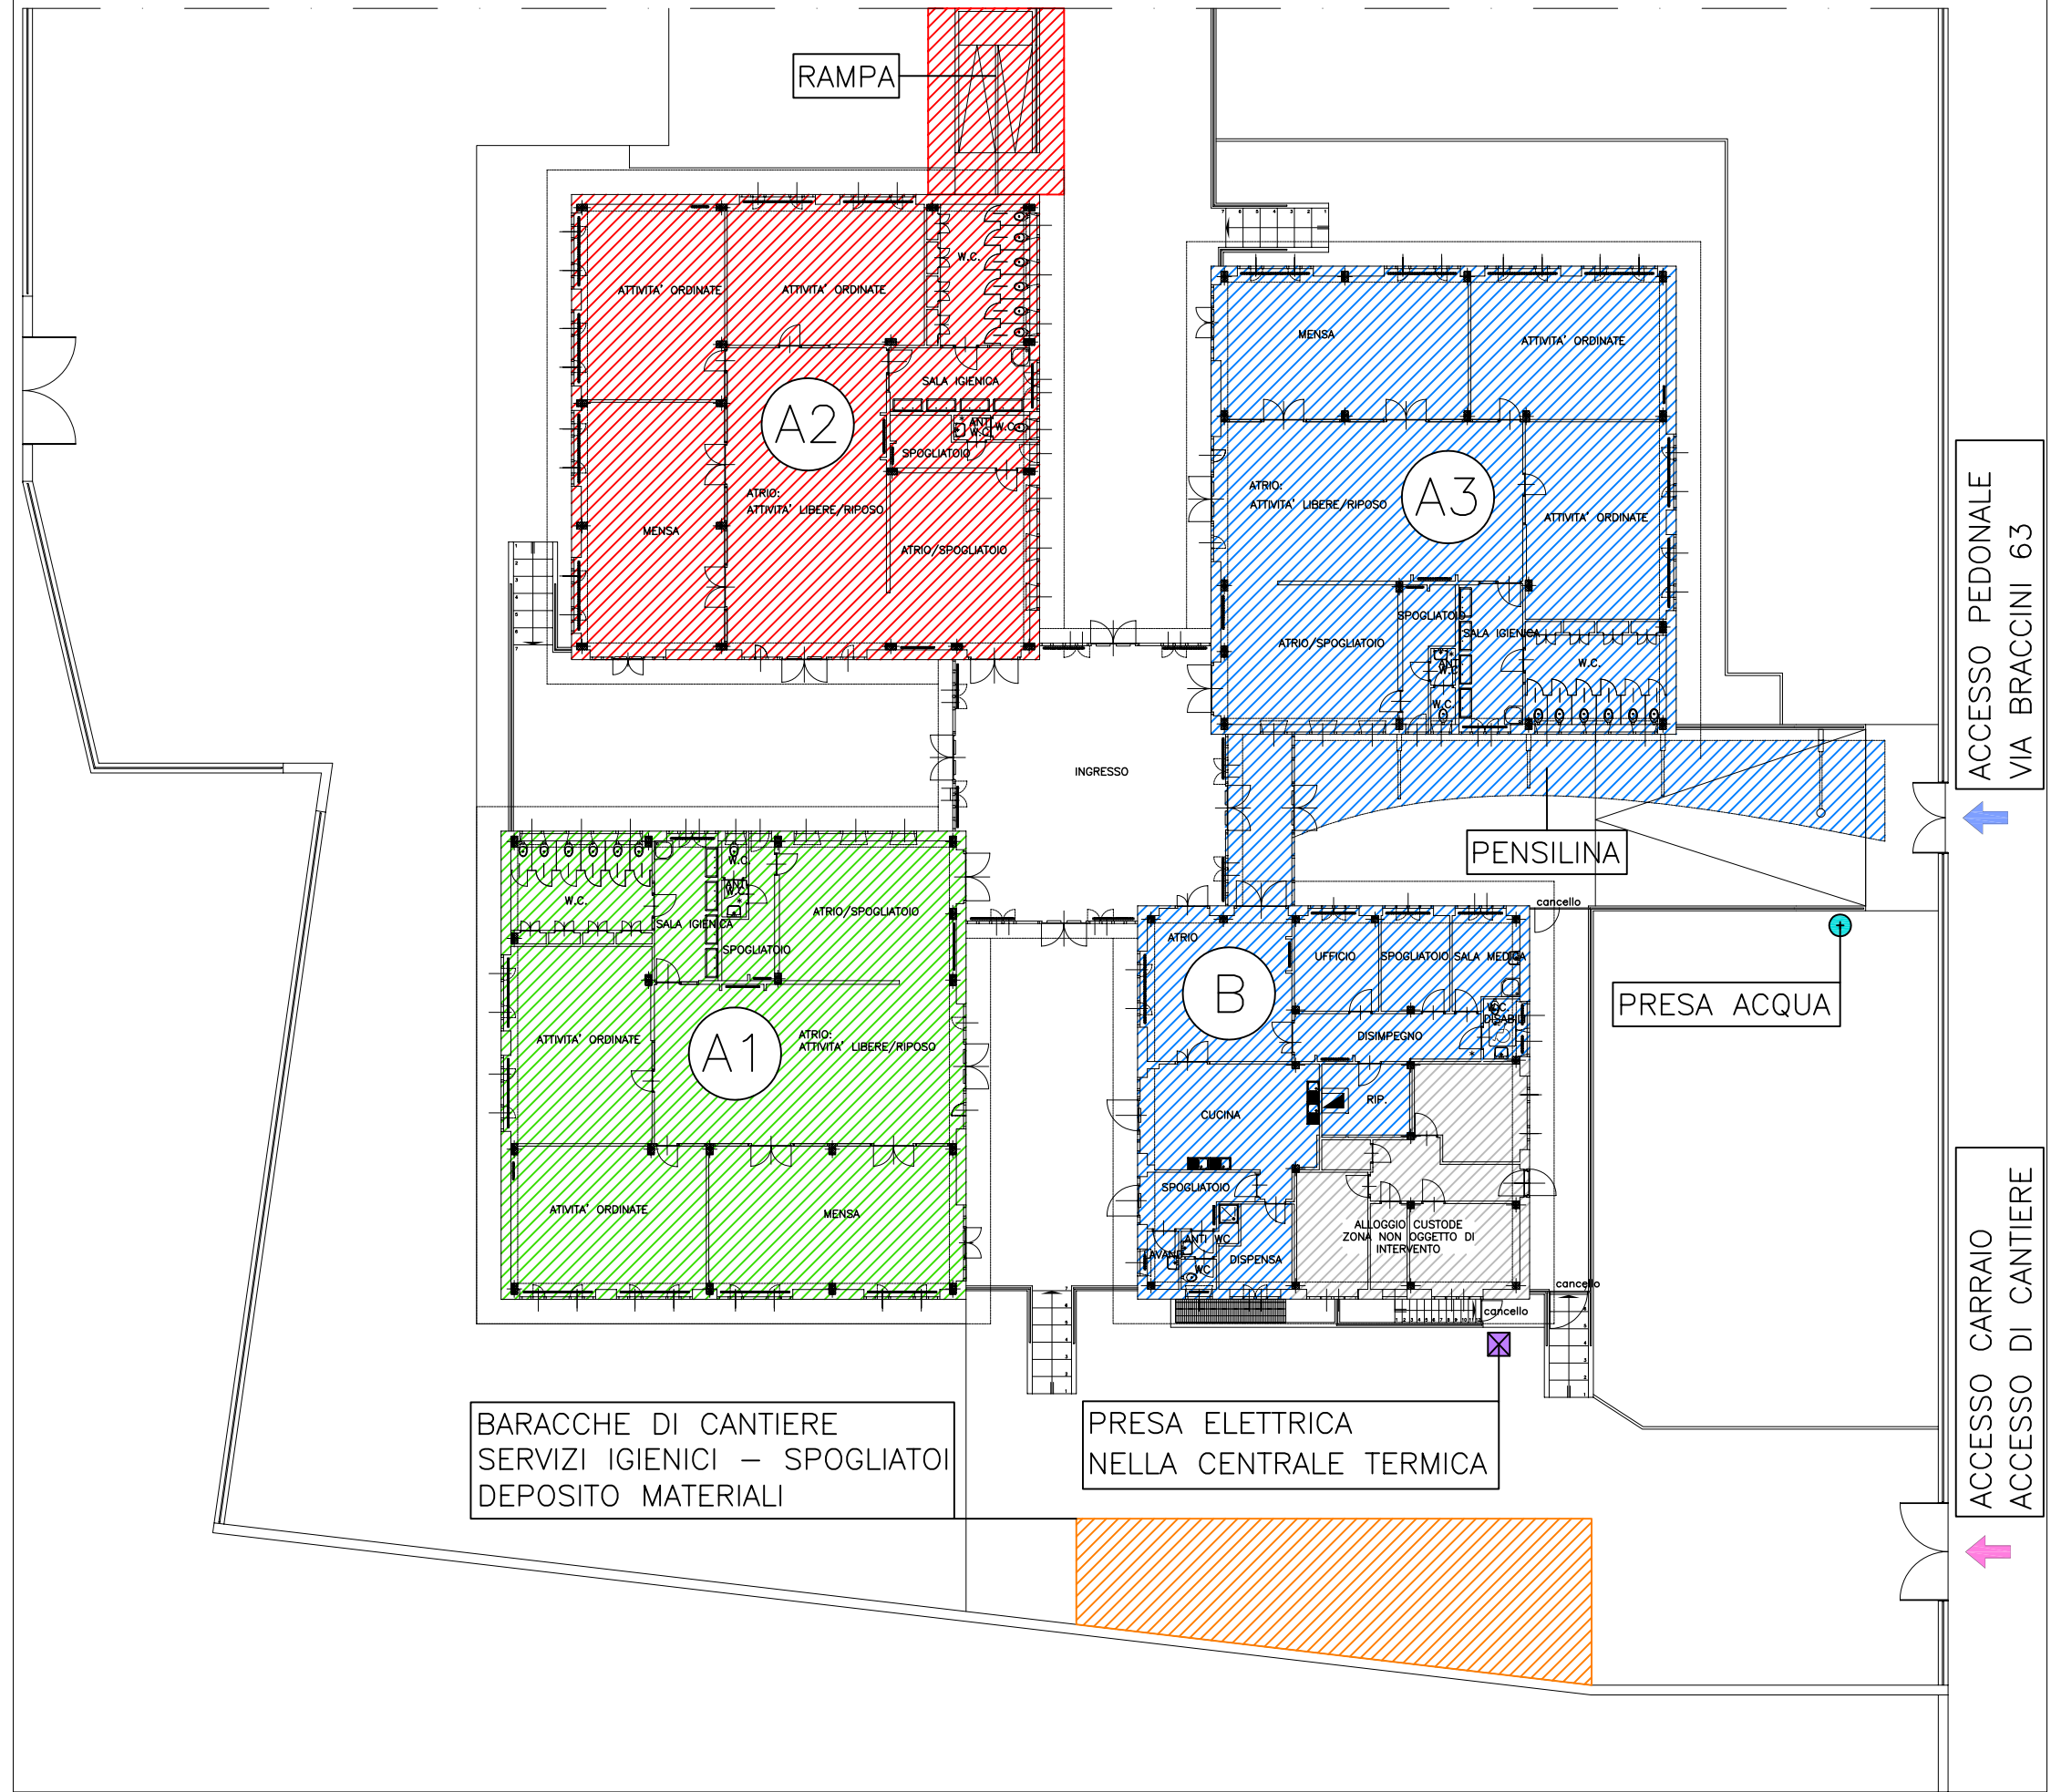 RAMPA
W.C.
ATTIVITA' ORDINATE
ATTIVITA' ORDINATE
SALA IGIENICA
A2
ANTI
W.C.
W.C.
SPOGLIATOIO
ATRIO:
ATTIVITA' LIBERE/RIPOSO
MENSA
ATRIO/SPOGLIATOIO
MENSA
ATTIVITA' ORDINATE
A3
ATRIO:
ATTIVITA' LIBERE/RIPOSO
ATTIVITA' ORDINATE
SPOGLIATOIO
SALA IGIENICA
ATRIO/SPOGLIATOIO
ANTI
W.C.
W.C.
W.C.
ACCESSO PEDONALE
VIA BRACCINI 63
INGRESSO
PENSILINA
W.C.
ANTI
W.C.
W.C.
ATRIO/SPOGLIATOIO
SALA IGIENICA
SPOGLIATOIO
ATTIVITA' ORDINATE
A1
ATRIO:
ATTIVITA' LIBERE/RIPOSO
ATIVITA' ORDINATE
MENSA
cancello
ATRIO
UFFICIO
SPOGLIATOIO
SALA MEDICA
B
W.C.
DISABILI
DISIMPEGNO
CUCINA
RIP.
SPOGLIATOIO
ANTI WC
LAVAND.
WC
DISPENSA
ALLOGGIO CUSTODE
ZONA NON OGGETTO DI
INTERVENTO
cancello
cancello
PRESA ACQUA
ACCESSO CARRAIO
ACCESSO DI CANTIERE
BARACCHE DI CANTIERE
SERVIZI IGIENICI – SPOGLIATOI
DEPOSITO MATERIALI
PRESA ELETTRICA
NELLA CENTRALE TERMICA